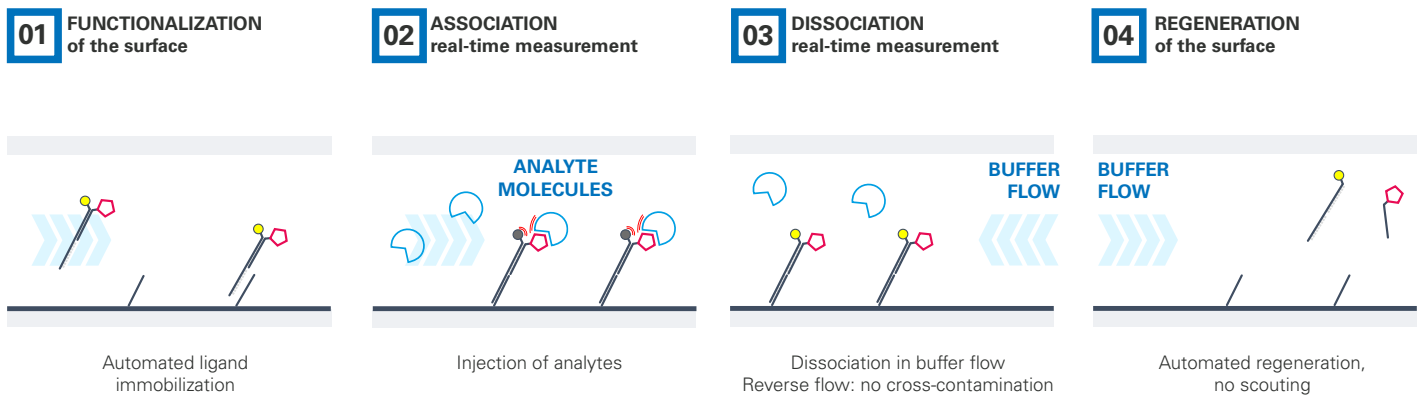 01
FUNCTIONALIZATION
of the surface
Automated ligand
immobilization
02
ASSOCIATION
real-time measurement
ANALYTE
MOLECULES
Injection of analytes
03
DISSOCIATION
real-time measurement
BUFFER
FLOW
Dissociation in buffer flow
Reverse flow: no cross-contamination
04
REGENERATION
of the surface
BUFFER
FLOW
Automated regeneration,
no scouting